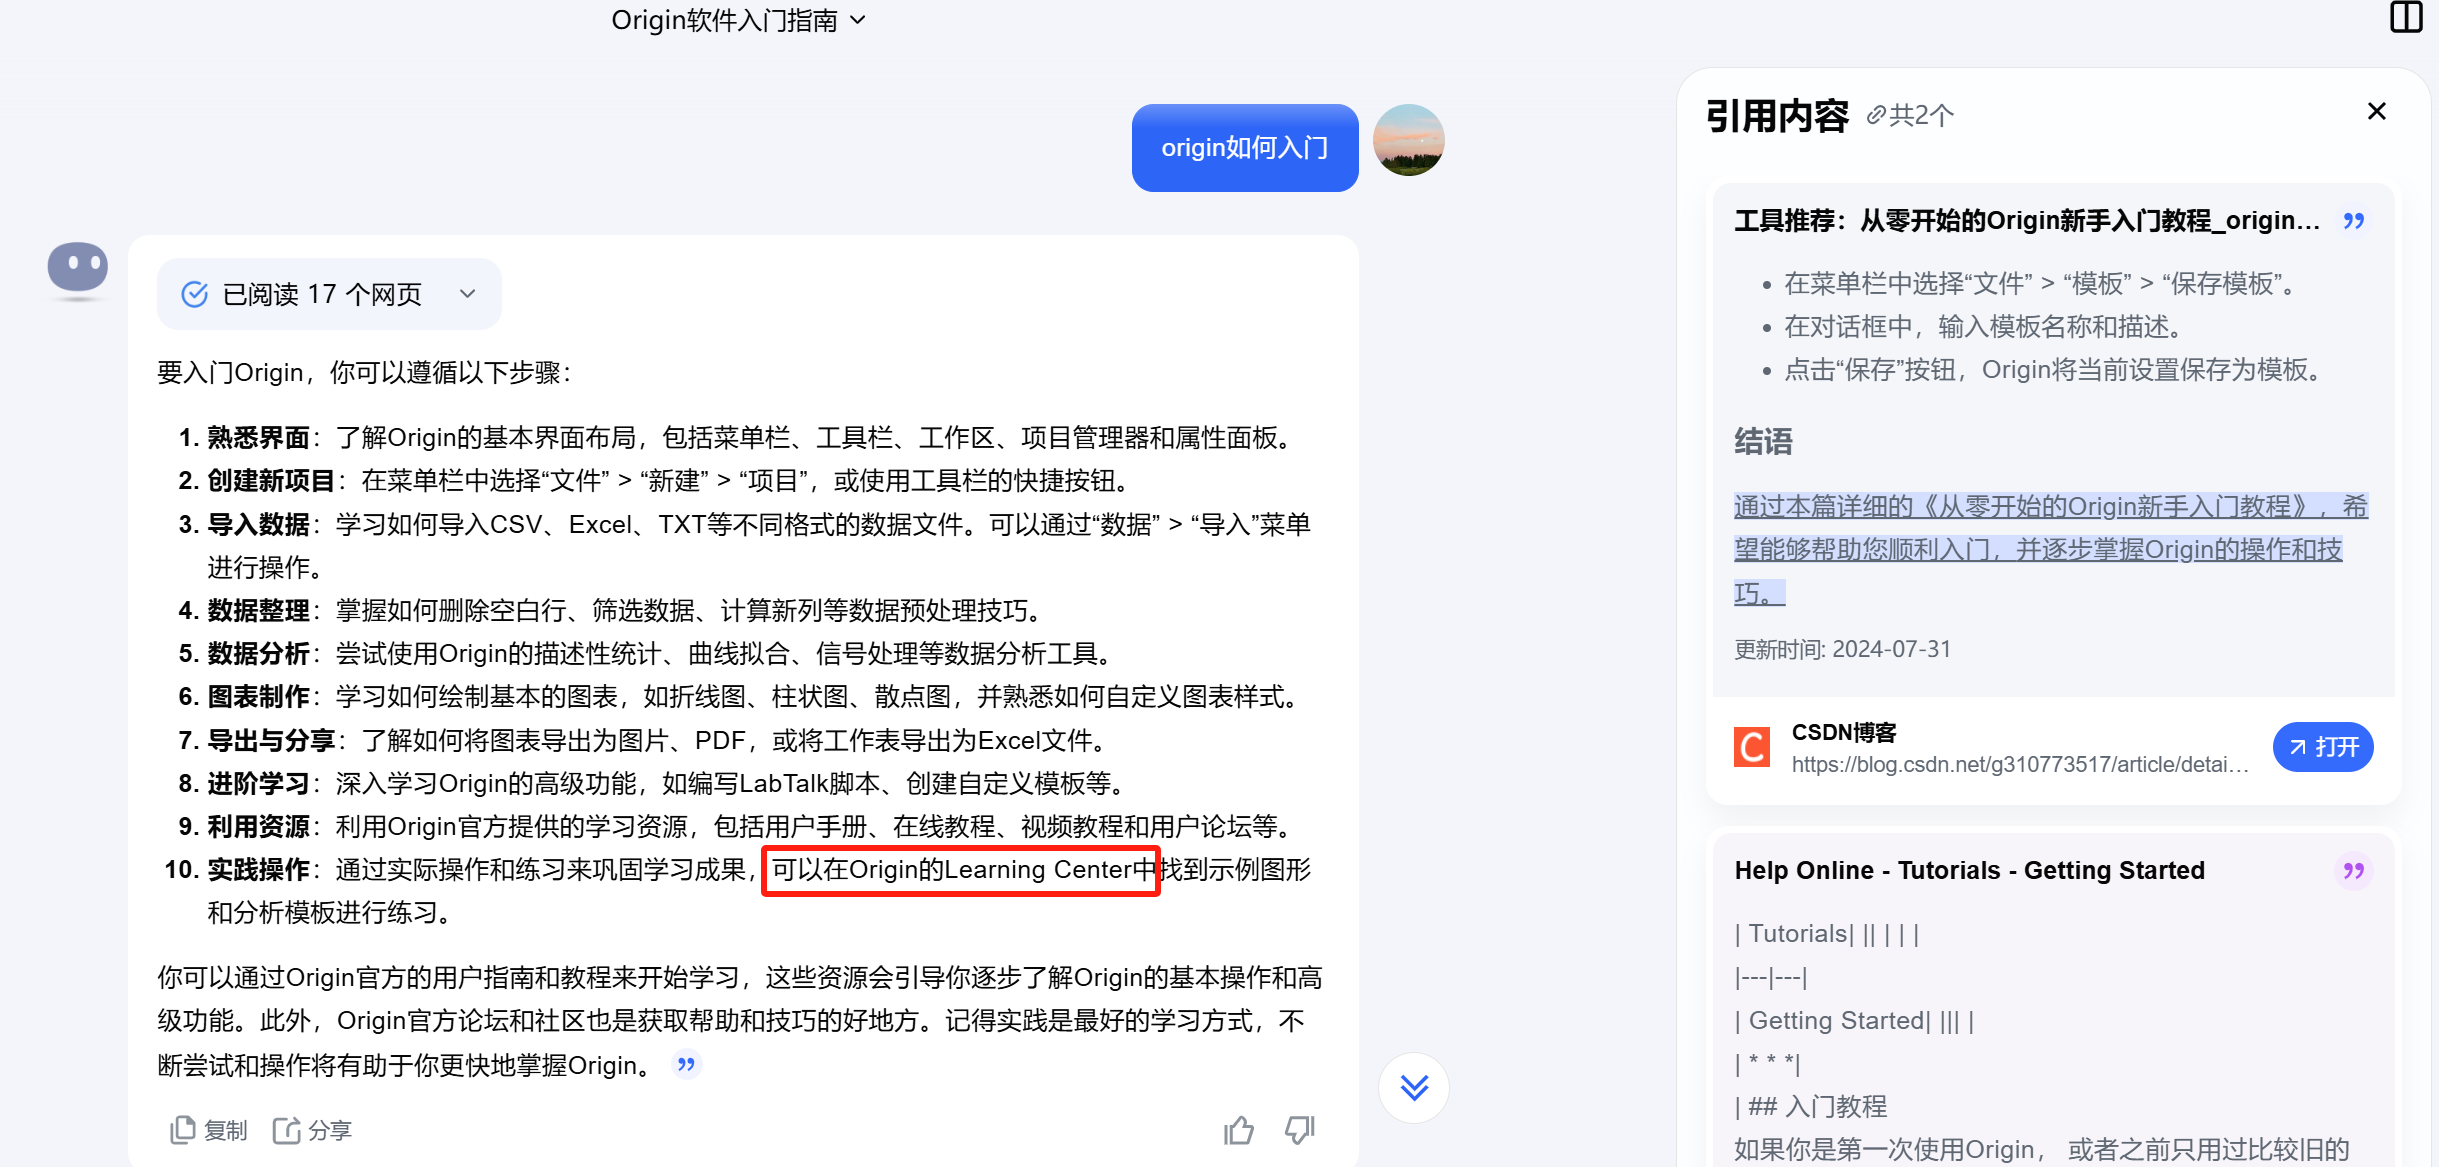 Origin软件入门指南
origin如何入门
已阅读 17 个网页
要入门Origin，你可以遵循以下步骤：
1. 熟悉界面：了解Origin的基本界面布局，包括菜单栏、工具栏、工作区、项目管理器和属性面板。
2. 创建新项目：在菜单栏中选择“文件” > “新建” > “项目”，或使用工具栏的快捷按钮。
3. 导入数据：学习如何导入CSV、Excel、TXT等不同格式的数据文件。可以通过“数据” > “导入”菜单
进行操作。
4. 数据整理：掌握如何删除空白行、筛选数据、计算新列等数据预处理技巧。
5. 数据分析：尝试使用Origin的描述性统计、曲线拟合、信号处理等数据分析工具。
6. 图表制作：学习如何绘制基本的图表，如折线图、柱状图、散点图，并熟悉如何自定义图表样式。
7. 导出与分享：了解如何将图表导出为图片、PDF，或将工作表导出为Excel文件。
8. 进阶学习：深入学习Origin的高级功能，如编写LabTalk脚本、创建自定义模板等。
9. 利用资源：利用Origin官方提供的学习资源，包括用户手册、在线教程、视频教程和用户论坛等。
10. 实践操作：通过实际操作和练习来巩固学习成果，可以在Origin的Learning Center中找到示例图形
和分析模板进行练习。
你可以通过Origin官方的用户指南和教程来开始学习，这些资源会引导你逐步了解Origin的基本操作和高
级功能。此外，Origin官方论坛和社区也是获取帮助和技巧的好地方。记得实践是最好的学习方式，不
断尝试和操作将有助于你更快地掌握Origin。
复制 分享
引用内容 共2个
工具推荐：从零开始的Origin新手入门教程_origin...
• 在菜单栏中选择“文件” > “模板” > “保存模板”。
• 在对话框中，输入模板名称和描述。
• 点击“保存”按钮，Origin将当前设置保存为模板。
结语
通过本篇详细的《从零开始的Origin新手入门教程》，希
望能够帮助您顺利入门，并逐步掌握Origin的操作和技
巧。
更新时间: 2024-07-31
CSDN博客
https://blog.csdn.net/g310773517/article/detai...
打开
Help Online - Tutorials - Getting Started
| Tutorials| || | | |
|---|---|
| Getting Started| ||| |
| * * *|
| ## 入门教程
如果你是第一次使用Origin， 或者之前只用过比较旧的